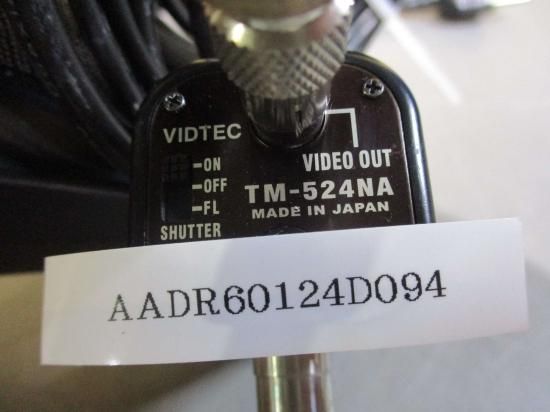 VIDTEC
ON
OFF
FL
SHUTTER
VIDEO OUT
TM-524NA
MADE IN JAPAN
AADR60124D094